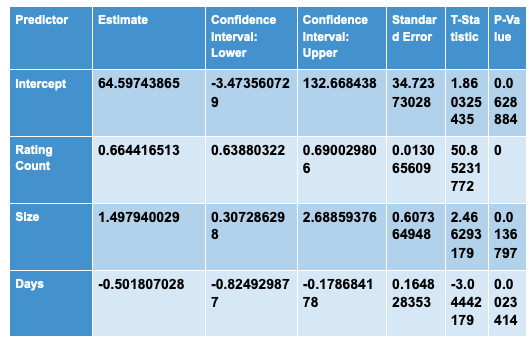 Predictor Estimate Confidence Interval: Lower Confidence Interval: Upper Standard Error T-Statistic P-Value
Intercept 64.59743865 -3.473560729 132.668438 34.72373028 1.860325435 0.0628884
Rating Count 0.664416513 0.63880322 0.690029806 0.013065609 50.85231772 0
Size 1.497940029 0.307286298 2.68859376 0.607364948 2.466293179 0.0136797
Days -0.501807028 -0.824929877 -0.178684178 0.164828353 -3.04442179 0.0023414